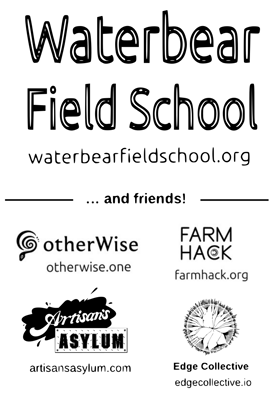 Waterbear
Field School
waterbearfieldschool.org
... and friends!
otherWise
otherwise.one
FARM
HACK
farmhack.org
Artisan's
ASYLUM
artisansasylum.com
Edge Collective
edgecollective.io